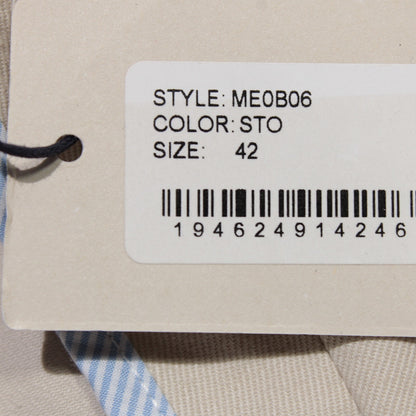 STYLE: ME0B06
COLOR: STO
SIZE: 42
194624914246